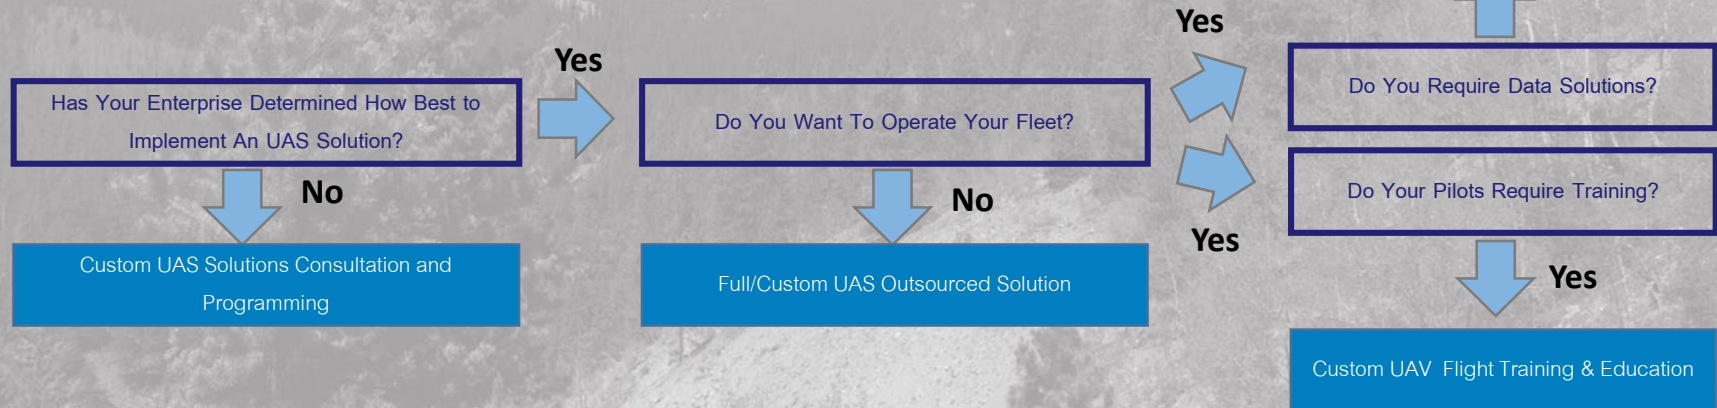 Yes
Yes
Has Your Enterprise Determined How Best to
Implement An UAS Solution?
Do You Want To Operate Your Fleet?
Do You Require Data Solutions?
Do Your Pilots Require Training?
No
No
Yes
Custom UAS Solutions Consultation and
Programming
Full/Custom UAS Outsourced Solution
Yes
Custom UAV Flight Training & Education